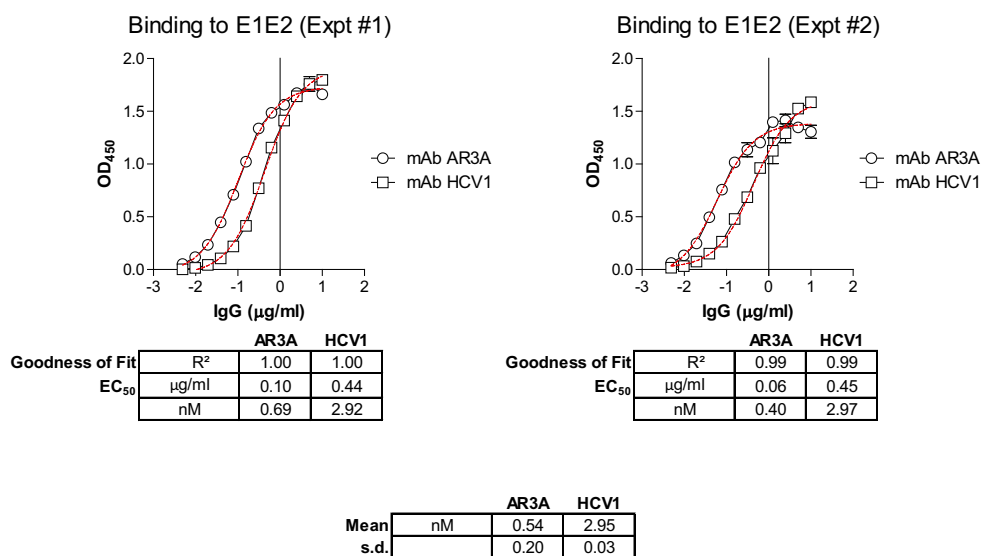 Binding to E1E2 (Expt #1)
2.0
1.5
1.0
0.5
0.0
OD450
-3 -2 -1 0 1 2
IgG (µg/ml)
mAb AR3A
mAb HCV1
AR3A HCV1
Goodness of Fit R² 1.00 1.00
EC50 µg/ml 0.10 0.44
nM 0.69 2.92
Binding to E1E2 (Expt #2)
2.0
1.5
1.0
0.5
0.0
OD450
-3 -2 -1 0 1 2
IgG (µg/ml)
mAb AR3A
mAb HCV1
AR3A HCV1
Goodness of Fit R² 0.99 0.99
EC50 µg/ml 0.06 0.45
nM 0.40 2.97
AR3A HCV1
Mean nM 0.54 2.95
s.d. 0.20 0.03